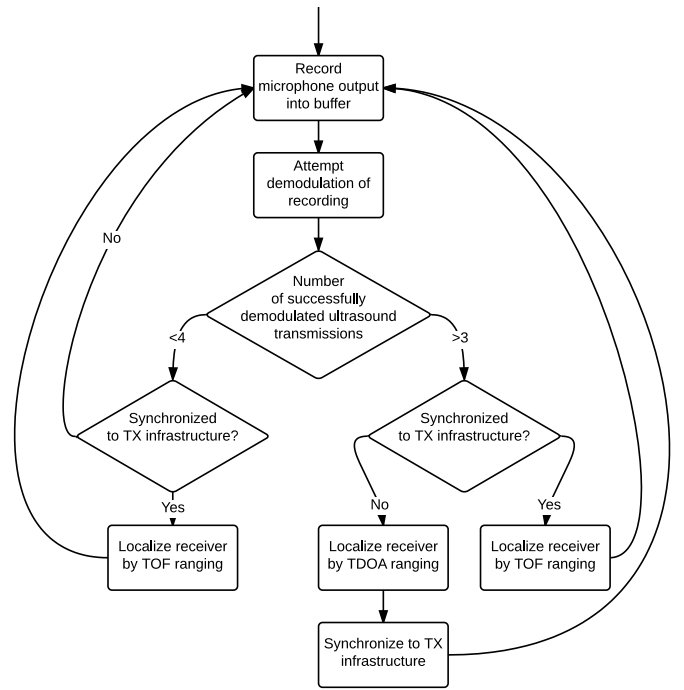 Record
microphone output
into buffer
Attempt
demodulation of
recording
No
Number
of successfully
demodulated ultrasound
transmissions
<4
>3
Synchronized
to TX infrastructure?
Synchronized
to TX infrastructure?
Yes
No
Yes
Localize receiver
by TOF ranging
Localize receiver
by TDOA ranging
Localize receiver
by TOF ranging
Synchronize to TX
infrastructure